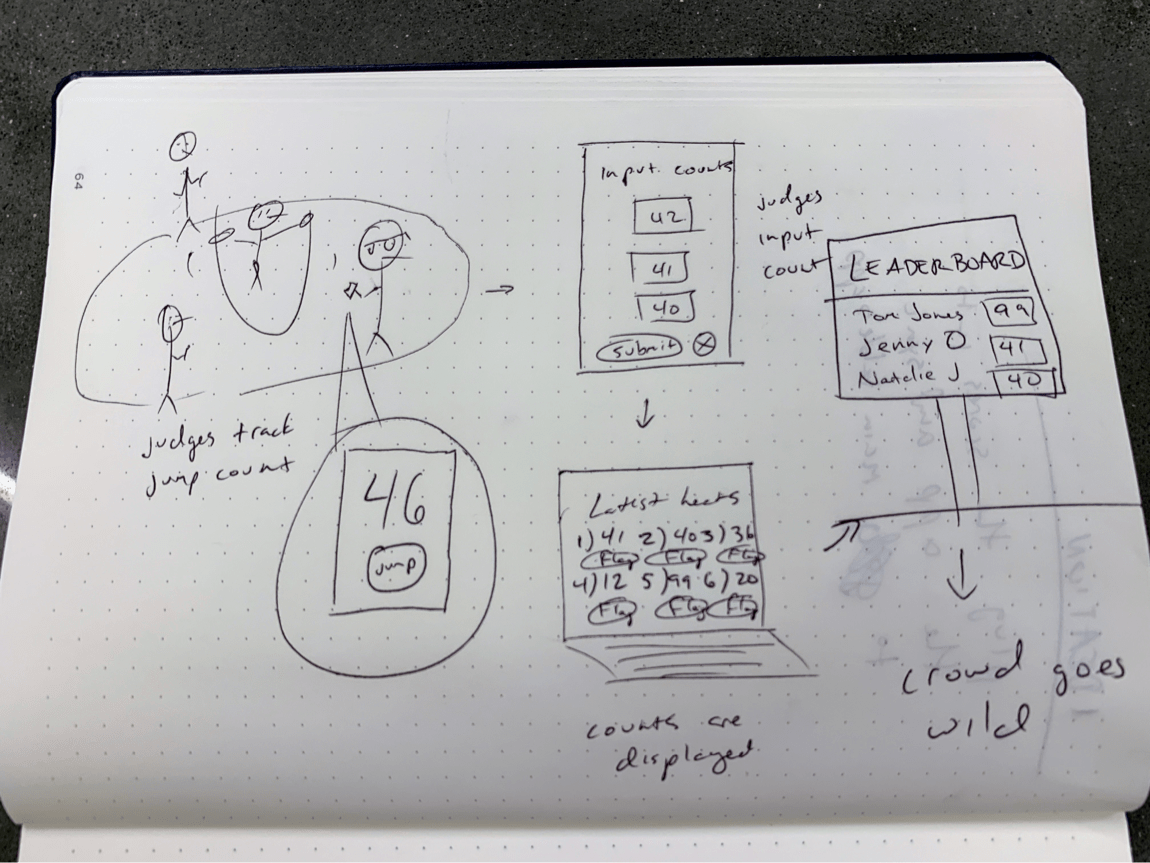 64
judges track
jump count
46
jump
input counts
42
41
40
submit
judges
input
count
Latest heats
1) 41 2) 40 3) 36
Flag Flag Flag
4) 12 5) 99 6) 20
Flag Flag Flag
counts are
displayed
LEADERBOARD
Tom Jones 99
Jenny O 41
Natalie J 40
crowd goes
wild